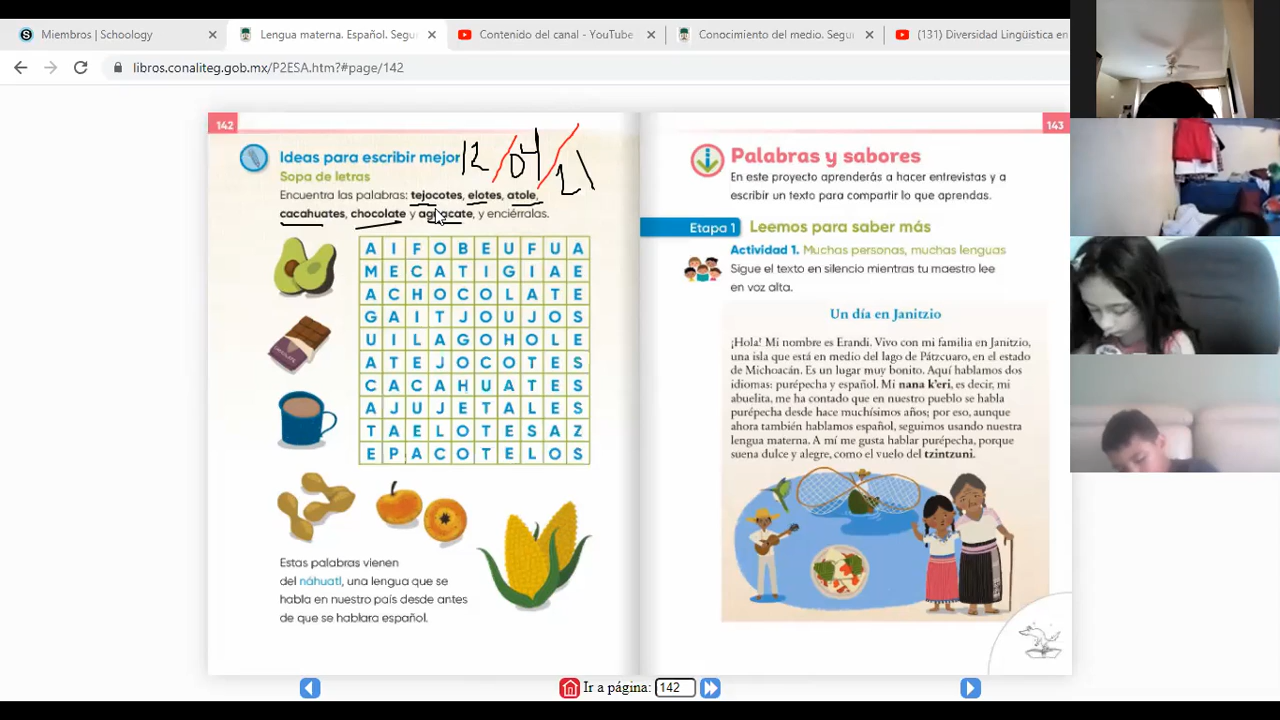 Miembros | Schoology
Lengua materna. Español. Segu
Contenido del canal - YouTube
Conocimiento del medio. Segu
(131) Diversidad Lingüistica en
libros.conaliteg.gob.mx/P2ESA.htm?#page/142
142
Ideas para escribir mejor
12/04/21
Sopa de letras
Encuentra las palabras: tejocotes, elotes, atole,
cacahuates, chocolate y aguacate, y enciérralas.
A I F O B E U F U A
M E C A T I G I A E
A C H O C O L A T E
G A I T J O U J O S
U I L A G O H O L E
A T E J O C O T E S
C A C A H U A T E S
A J U J E T A L E S
T A E L O T E S A Z
E P A C O T E L O S
Estas palabras vienen
del náhuatl, una lengua que se
habla en nuestro país desde antes
de que se hablara español.
143
Palabras y sabores
En este proyecto aprenderás a hacer entrevistas y a
escribir un texto para compartir lo que aprendas.
Etapa 1 Leemos para saber más
Actividad 1. Muchas personas, muchas lenguas
Sigue el texto en silencio mientras tu maestro lee
en voz alta.
Un día en Janitzio
¡Hola! Mi nombre es Erandi. Vivo con mi familia en Janitzio,
una isla que está en medio del lago de Pátzcuaro, en el estado
de Michoacán. Es un lugar muy bonito. Aquí hablamos dos
idiomas: purépecha y español. Mi nana k'eri, es decir, mi
abuelita, me ha contado que en nuestro pueblo se habla
purépecha desde hace muchísimos años; por eso, aunque
ahora también hablamos español, seguimos usando nuestra
lengua materna. A mí me gusta hablar purépecha, porque
suena dulce y alegre, como el vuelo del tzintzuni.
Ir a página: 142